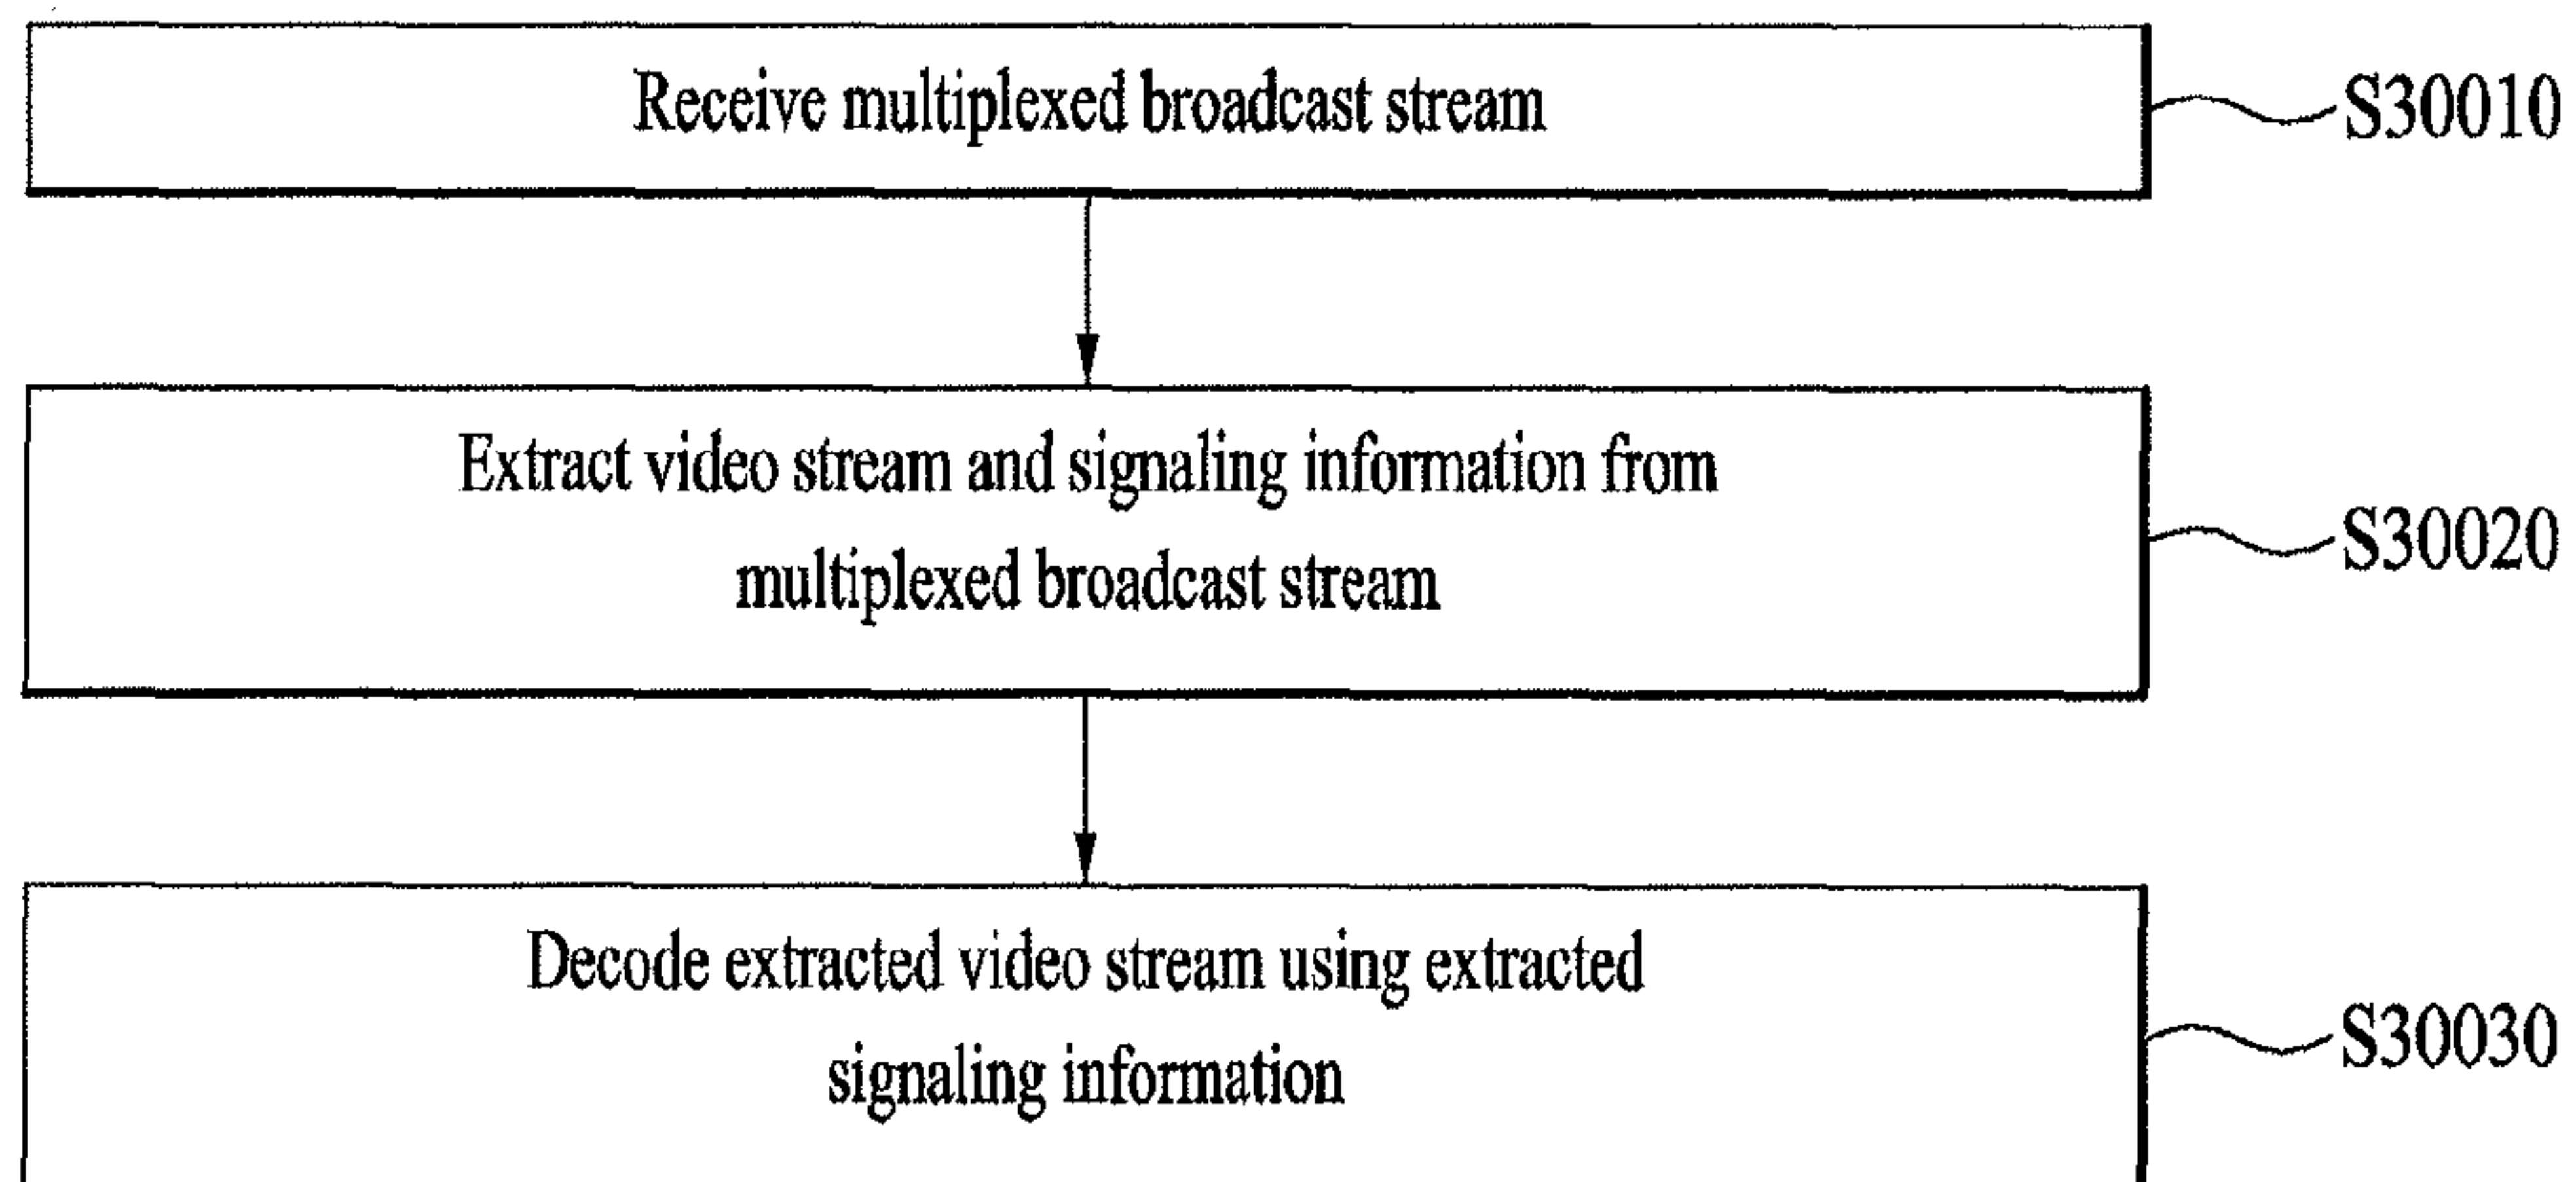 Receive multiplexed broadcast stream
S30010
Extract video stream and signaling information from
multiplexed broadcast stream
S30020
Decode extracted video stream using extracted
signaling information
S30030